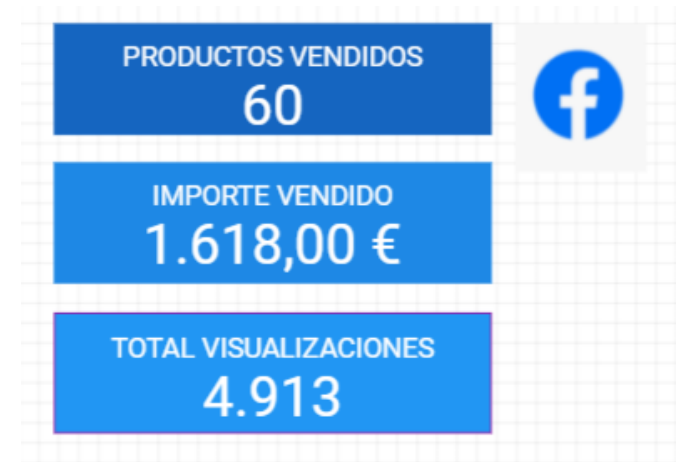 PRODUCTOS VENDIDOS
60
IMPORTE VENDIDO
1.618,00 €
TOTAL VISUALIZACIONES
4.913